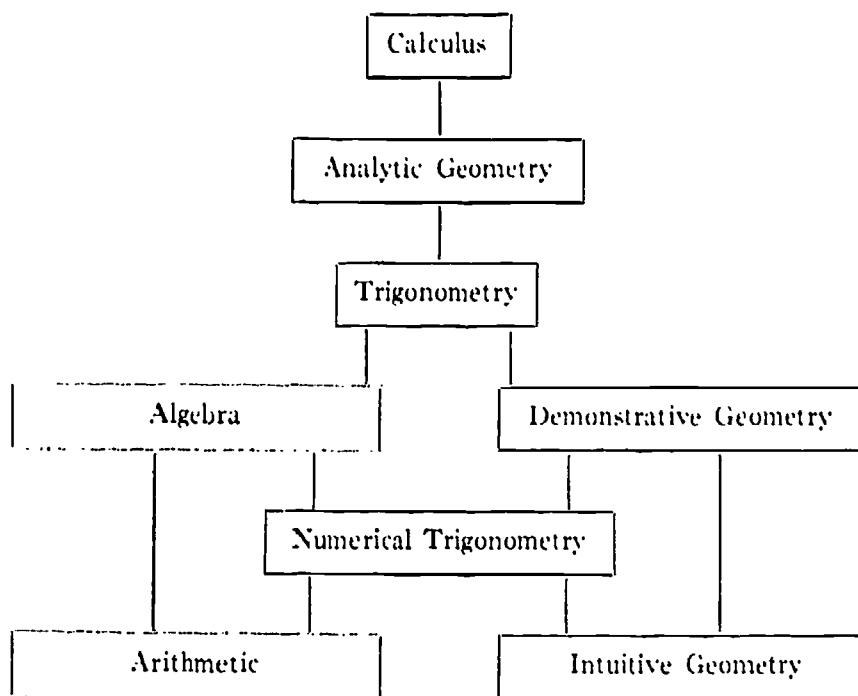 Calculus
Analytic Geometry
Trigonometry
Algebra
Demonstrative Geometry
Numerical Trigonometry
Arithmetic
Intuitive Geometry